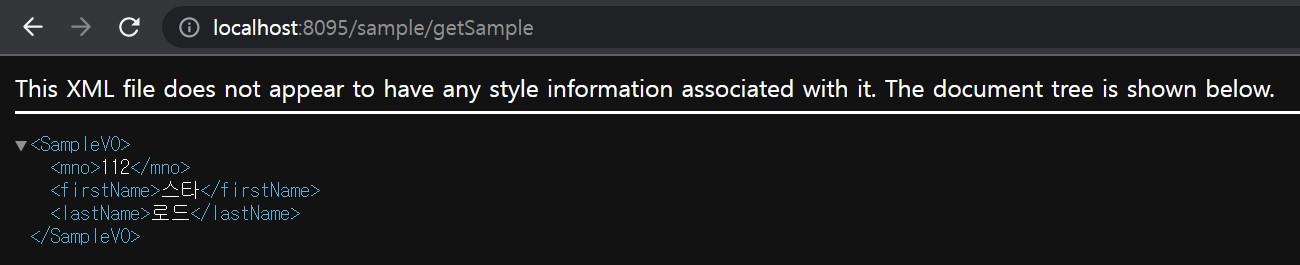 localhost:8095/sample/getSample
This XML file does not appear to have any style information associated with it. The document tree is shown below.
▼<SampleVO>
<mno>112</mno>
<firstName>스타</firstName>
<lastName>로드</lastName>
</SampleVO>